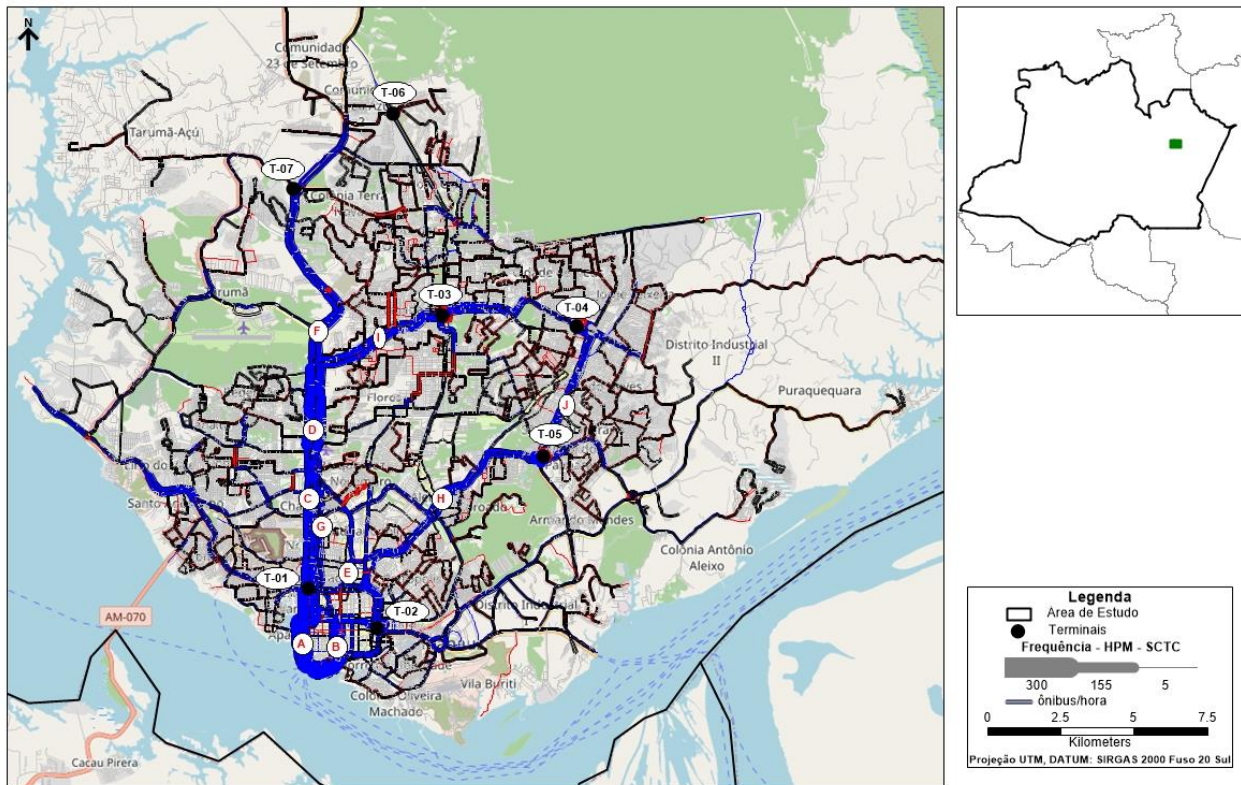 N
Comunidade
23 de Setembro
T-06
Tarumã-Açú
T-07
Colônia Terra
Nova
T-03
T-04
Tarumã
F
I
Distrito Industrial
II
Puraquequara
Flores
J
D
T-05
C
H
G
Armando Mendes
Colônia Antônio
Aleixo
E
T-01
T-02
Distrito Industrial
AM-070
A
B
Vila Buriti
Colônia Oliveira
Machado
Cacau Pirera
Legenda
Área de Estudo
Terminais
Frequência - HPM - SCTC
300 155 5
ônibus/hora
0 2.5 5 7.5
Kilometers
Projeção UTM, DATUM: SIRGAS 2000 Fuso 20 Sul